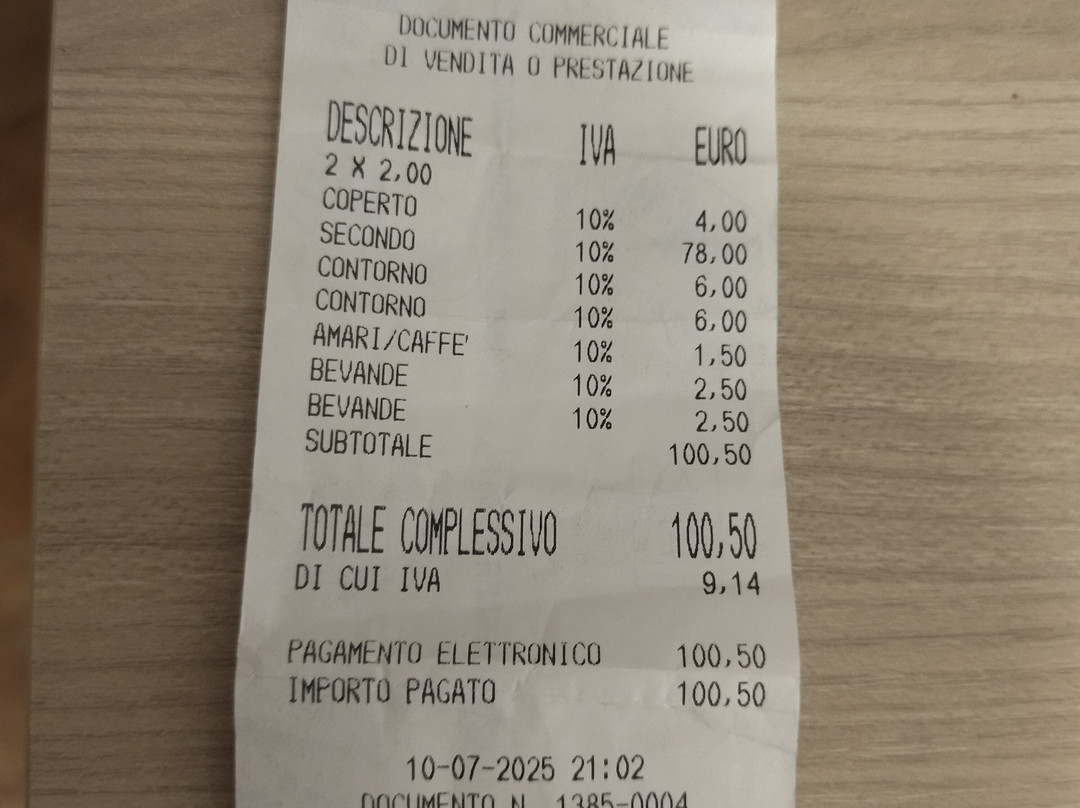 DOCUMENTO COMMERCIALE
DI VENDITA O PRESTAZIONE
DESCRIZIONE IVA EURO
2 X 2,00
COPERTO 10% 4,00
SECONDO 10% 78,00
CONTORNO 10% 6,00
CONTORNO 10% 6,00
AMARI/CAFFE' 10% 1,50
BEVANDE 10% 2,50
BEVANDE 10% 2,50
SUBTOTALE 100,50
TOTALE COMPLESSIVO 100,50
DI CUI IVA 9,14
PAGAMENTO ELETTRONICO 100,50
IMPORTO PAGATO 100,50
10-07-2025 21:02
DOCUMENTO N. 1385-0004